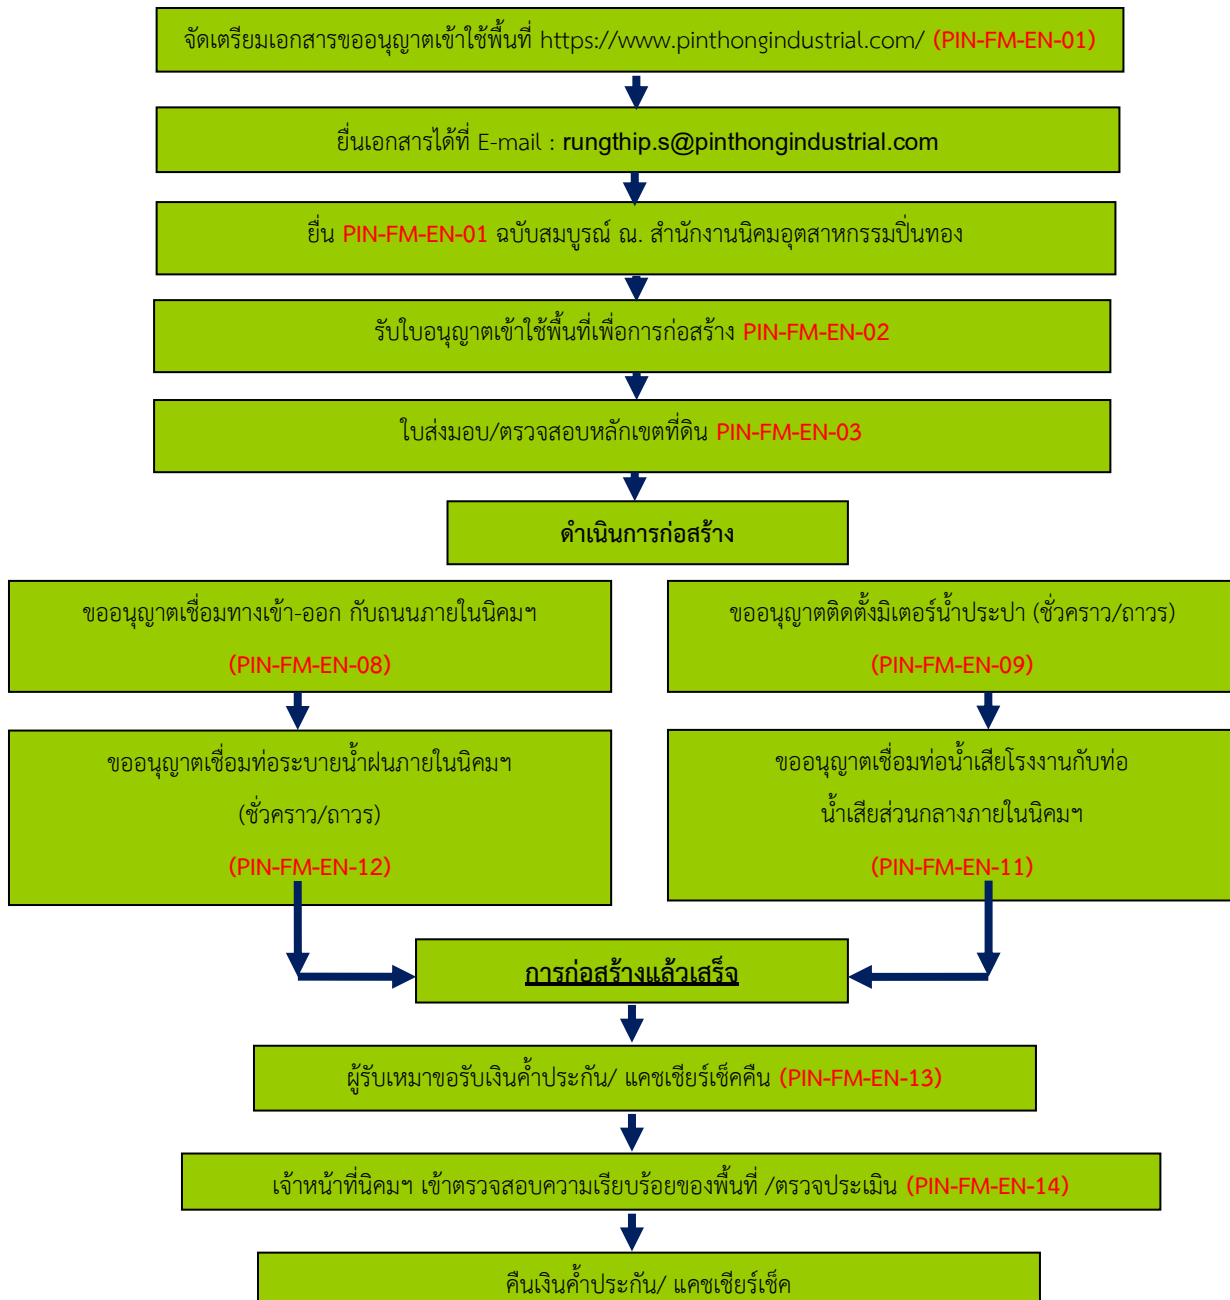 จัดเตรียมเอกสารขออนุญาตเข้าใช้พื้นที่ https://www.pinthongindustrial.com/ (PIN-FM-EN-01)
ยื่นเอกสารได้ที่ E-mail : rungthip.s@pinthongindustrial.com
ยื่น PIN-FM-EN-01 ฉบับสมบูรณ์ ณ. สำนักงานนิคมอุตสาหกรรมปิ่นทอง
รับใบอนุญาตเข้าใช้พื้นที่เพื่อการก่อสร้าง PIN-FM-EN-02
ใบส่งมอบ/ตรวจสอบหลักเขตที่ดิน PIN-FM-EN-03
ดำเนินการก่อสร้าง
ขออนุญาตเชื่อมทางเข้า-ออก กับถนนภายในนิคมฯ
(PIN-FM-EN-08)
ขออนุญาตติดตั้งมิเตอร์น้ำประปา (ชั่วคราว/ถาวร)
(PIN-FM-EN-09)
ขออนุญาตเชื่อมท่อระบายน้ำฝนภายในนิคมฯ
(ชั่วคราว/ถาวร)
(PIN-FM-EN-12)
ขออนุญาตเชื่อมท่อน้ำเสียโรงงานกับท่อ
น้ำเสียส่วนกลางภายในนิคมฯ
(PIN-FM-EN-11)
การก่อสร้างแล้วเสร็จ
ผู้รับเหมาขอรับเงินค้ำประกัน/ แคชเชียร์เช็คคืน (PIN-FM-EN-13)
เจ้าหน้าที่นิคมฯ เข้าตรวจสอบความเรียบร้อยของพื้นที่ /ตรวจประเมิน (PIN-FM-EN-14)
คืนเงินค้ำประกัน/ แคชเชียร์เช็ค